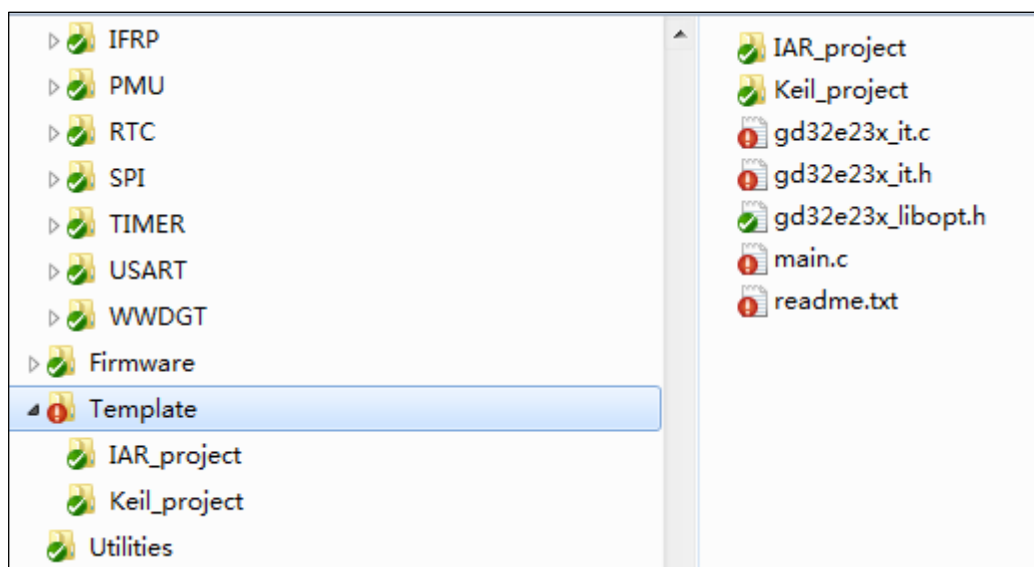 IFRP
PMU
RTC
SPI
TIMER
USART
WWDGT
Firmware
Template
IAR_project
Keil_project
Utilities
IAR_project
Keil_project
gd32e23x_it.c
gd32e23x_it.h
gd32e23x_libopt.h
main.c
readme.txt